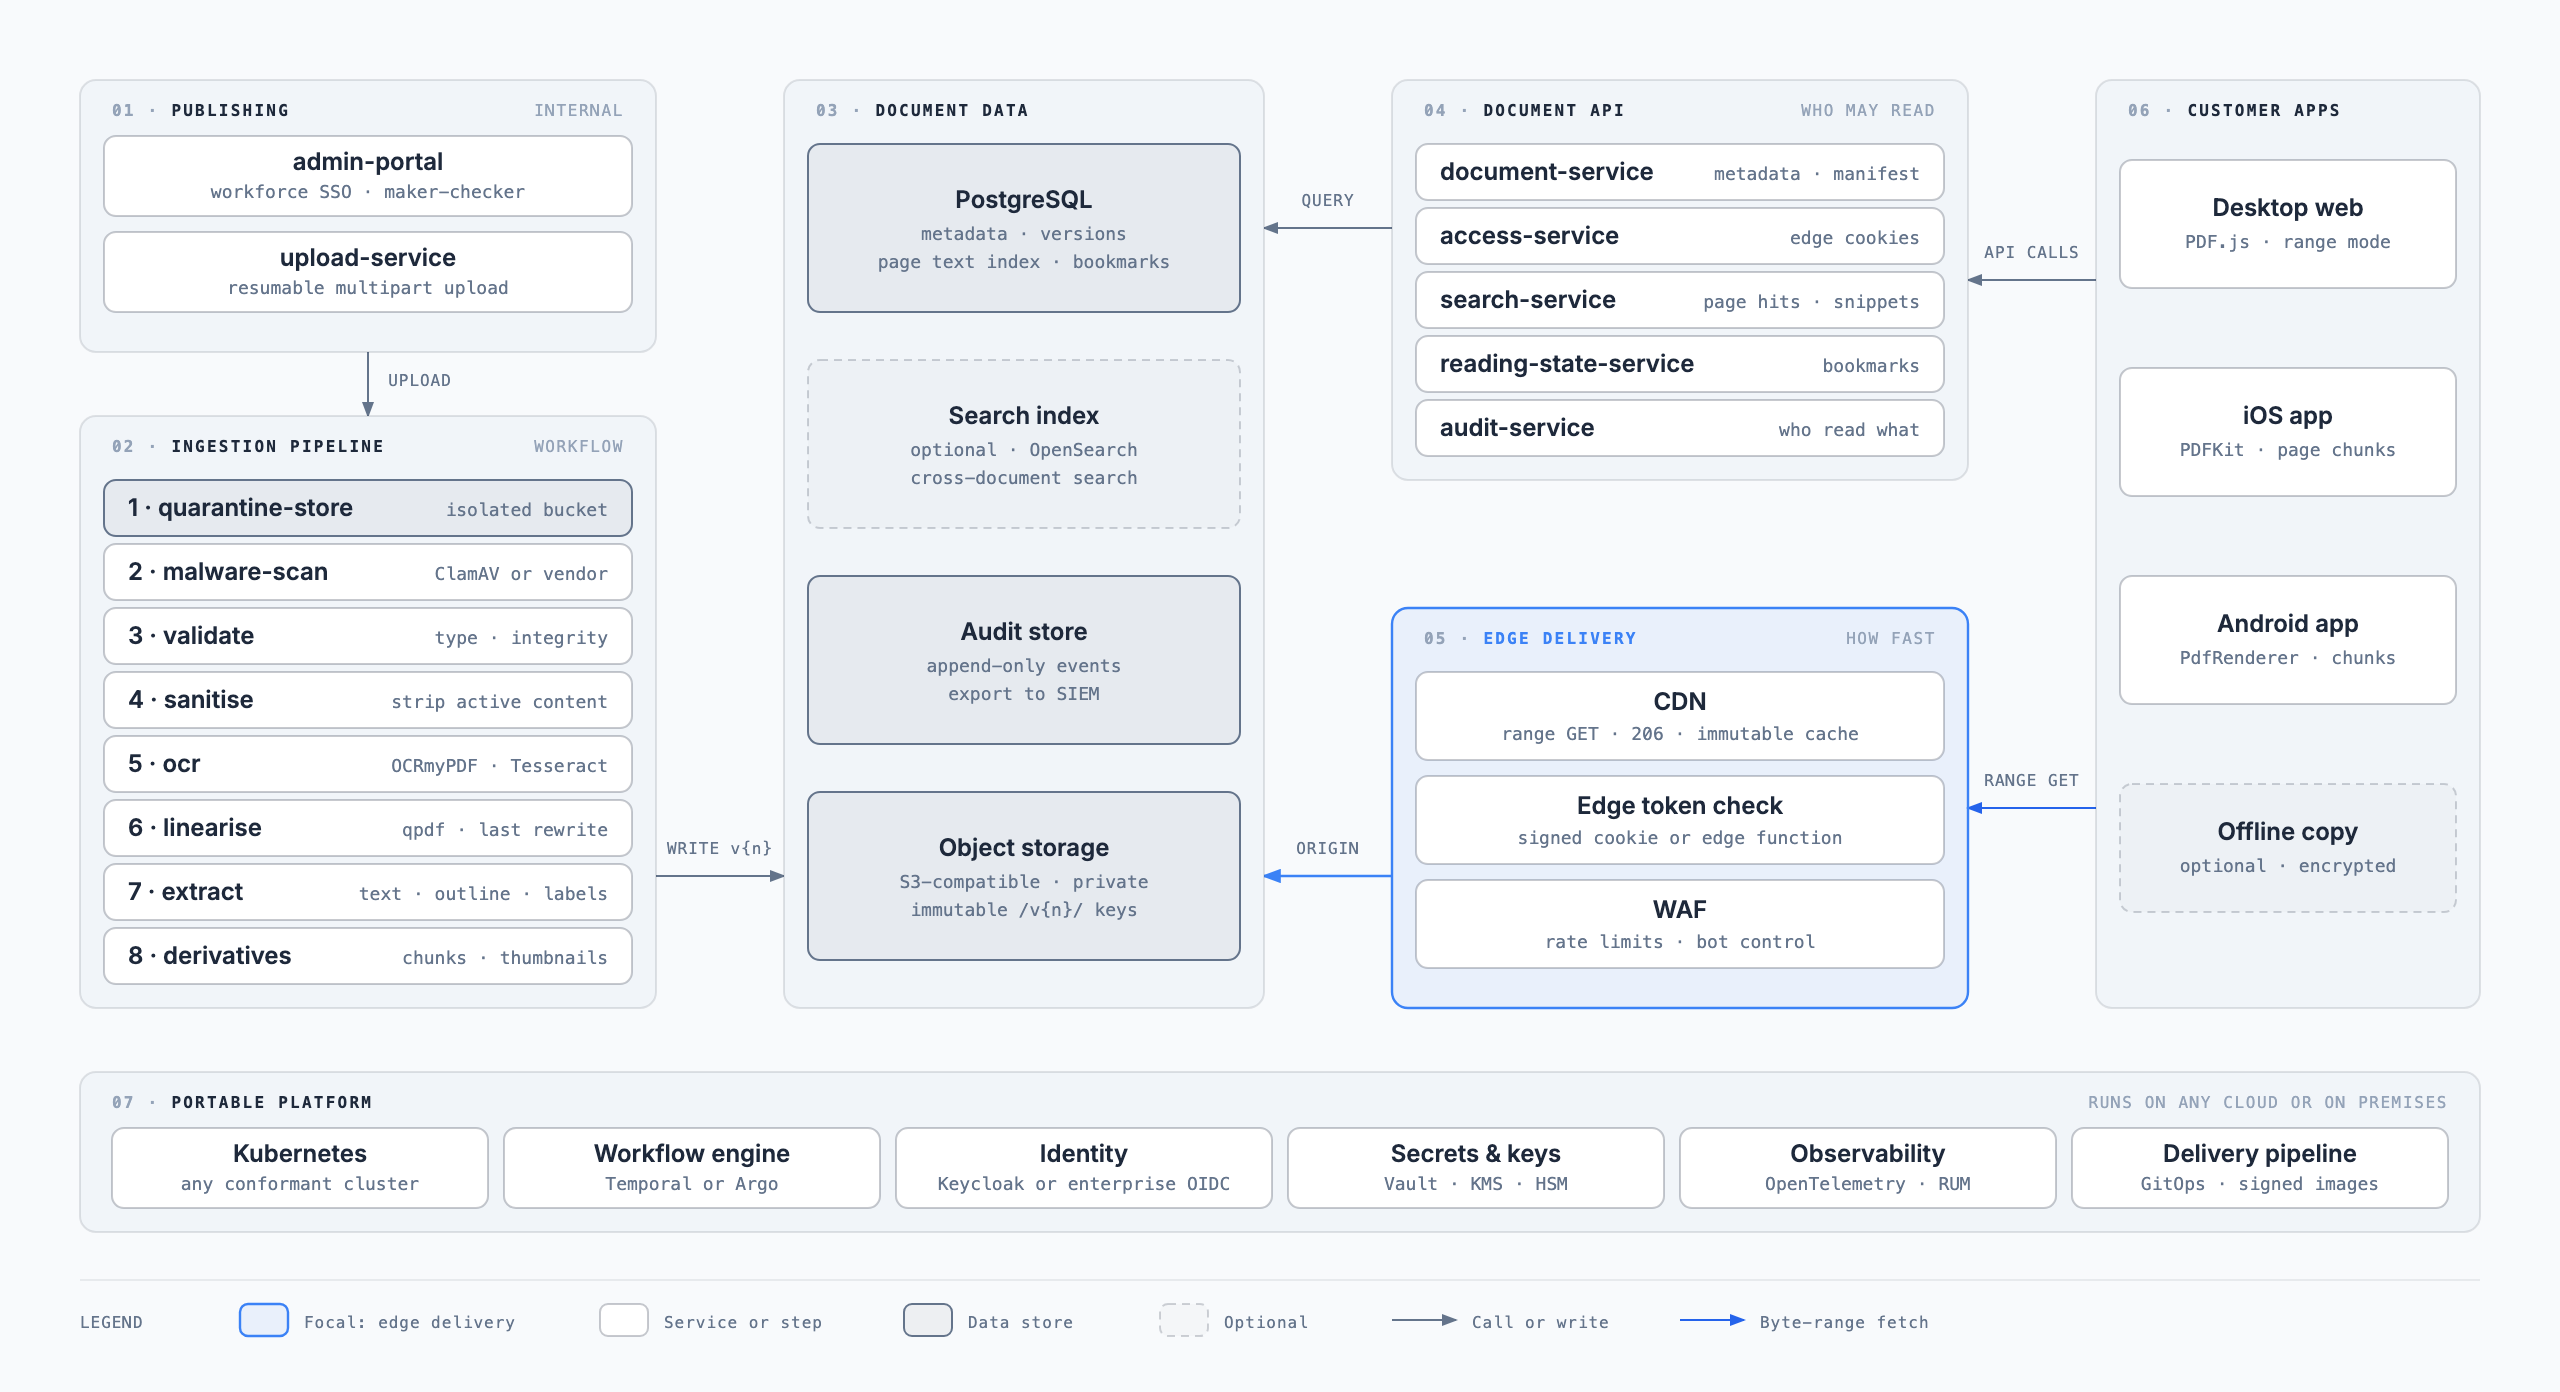 01 · PUBLISHING INTERNAL
admin-portal
workforce SSO · maker-checker
upload-service
resumable multipart upload
UPLOAD
02 · INGESTION PIPELINE WORKFLOW
1 · quarantine-store isolated bucket
2 · malware-scan ClamAV or vendor
3 · validate type · integrity
4 · sanitise strip active content
5 · ocr OCRmyPDF · Tesseract
6 · linearise qpdf · last rewrite
7 · extract text · outline · labels
8 · derivatives chunks · thumbnails
WRITE v{n}
03 · DOCUMENT DATA
PostgreSQL
metadata · versions
page text index · bookmarks
Search index
optional · OpenSearch
cross-document search
Audit store
append-only events
export to SIEM
Object storage
S3-compatible · private
immutable /v{n}/ keys
QUERY
ORIGIN
04 · DOCUMENT API WHO MAY READ
document-service metadata · manifest
access-service edge cookies
search-service page hits · snippets
reading-state-service bookmarks
audit-service who read what
05 · EDGE DELIVERY HOW FAST
CDN
range GET · 206 · immutable cache
Edge token check
signed cookie or edge function
WAF
rate limits · bot control
API CALLS
RANGE GET
06 · CUSTOMER APPS
Desktop web
PDF.js · range mode
iOS app
PDFKit · page chunks
Android app
PdfRenderer · chunks
Offline copy
optional · encrypted
07 · PORTABLE PLATFORM RUNS ON ANY CLOUD OR ON PREMISES
Kubernetes
any conformant cluster
Workflow engine
Temporal or Argo
Identity
Keycloak or enterprise OIDC
Secrets & keys
Vault · KMS · HSM
Observability
OpenTelemetry · RUM
Delivery pipeline
GitOps · signed images
LEGEND Focal: edge delivery Service or step Data store Optional Call or write Byte-range fetch